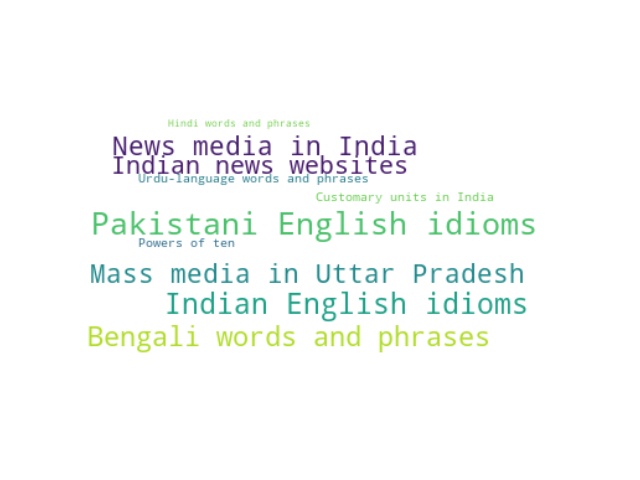 Hindi words and phrases
News media in India
Indian news websites
Urdu-language words and phrases
Customary units in India
Pakistani English idioms
Powers of ten
Mass media in Uttar Pradesh
Indian English idioms
Bengali words and phrases